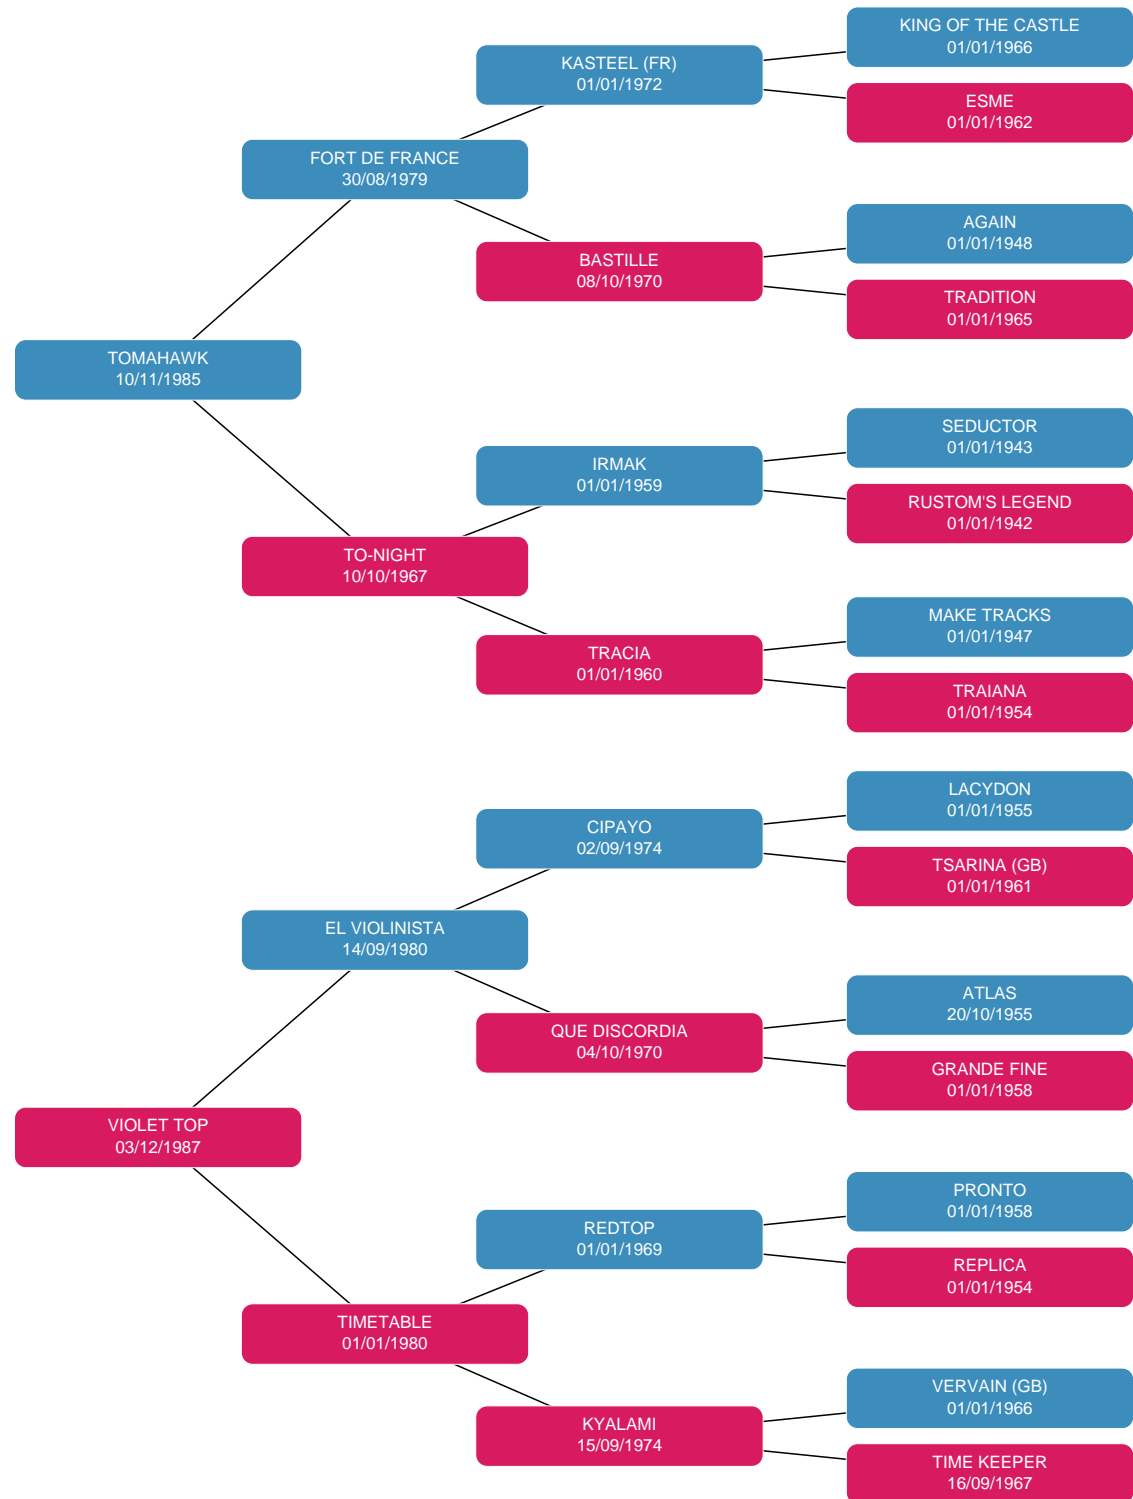 KING OF THE CASTLE
01/01/1966
KASTEEL (FR)
01/01/1972
ESME
01/01/1962
FORT DE FRANCE
30/08/1979
AGAIN
01/01/1948
BASTILLE
08/10/1970
TRADITION
01/01/1965
TOMAHAWK
10/11/1985
SEDUCTOR
01/01/1943
IRMAK
01/01/1959
RUSTOM'S LEGEND
01/01/1942
TO-NIGHT
10/10/1967
MAKE TRACKS
01/01/1947
TRACIA
01/01/1960
TRAIANA
01/01/1954
LACYDON
01/01/1955
CIPAYO
02/09/1974
TSARINA (GB)
01/01/1961
EL VIOLINISTA
14/09/1980
ATLAS
20/10/1955
QUE DISCORDIA
04/10/1970
GRANDE FINE
01/01/1958
VIOLET TOP
03/12/1987
PRONTO
01/01/1958
REDTOP
01/01/1969
REPLICA
01/01/1954
TIMETABLE
01/01/1980
VERVAIN (GB)
01/01/1966
KYALAMI
15/09/1974
TIME KEEPER
16/09/1967